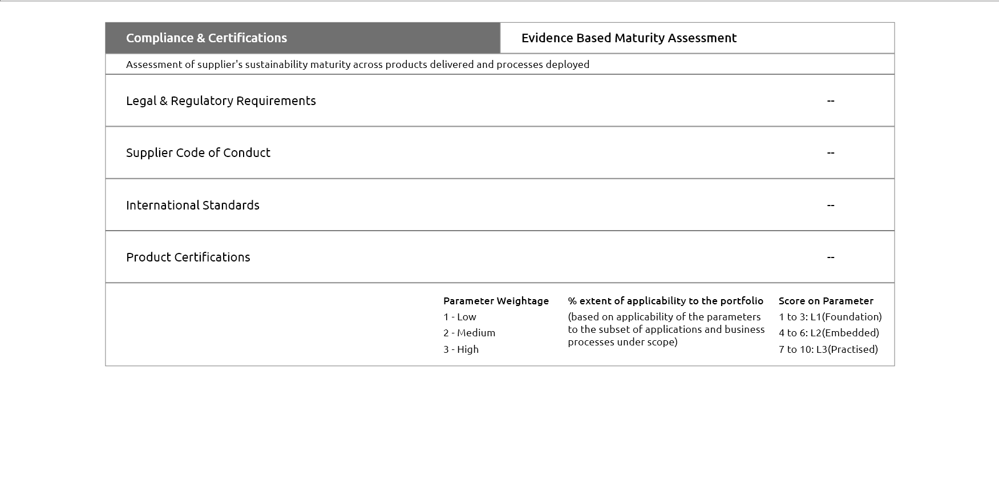 Compliance & Certifications
Evidence Based Maturity Assessment
Assessment of supplier's sustainability maturity across products delivered and processes deployed
Legal & Regulatory Requirements
--
Supplier Code of Conduct
--
International Standards
--
Product Certifications
--
Parameter Weightage
1 - Low
2 - Medium
3 - High
% extent of applicability to the portfolio
(based on applicability of the parameters
to the subset of applications and business
processes under scope)
Score on Parameter
1 to 3: L1(Foundation)
4 to 6: L2(Embedded)
7 to 10: L3(Practised)